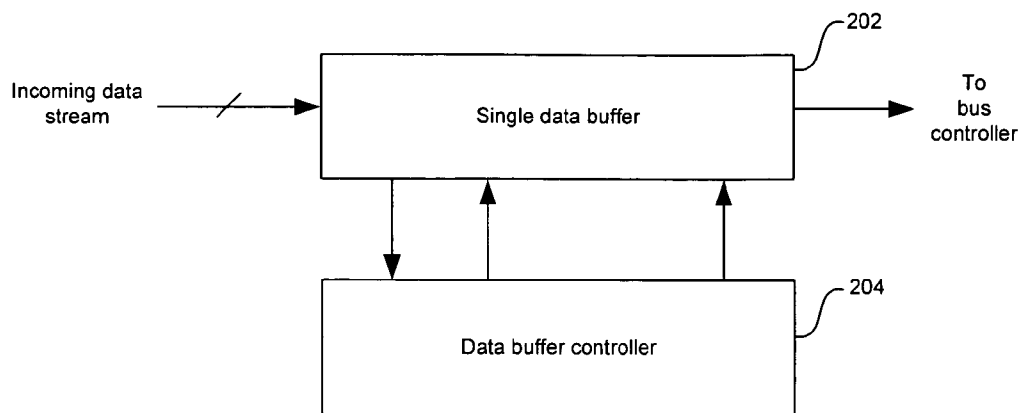 202
Incoming data
stream
Single data buffer
To
bus
controller
204
Data buffer controller